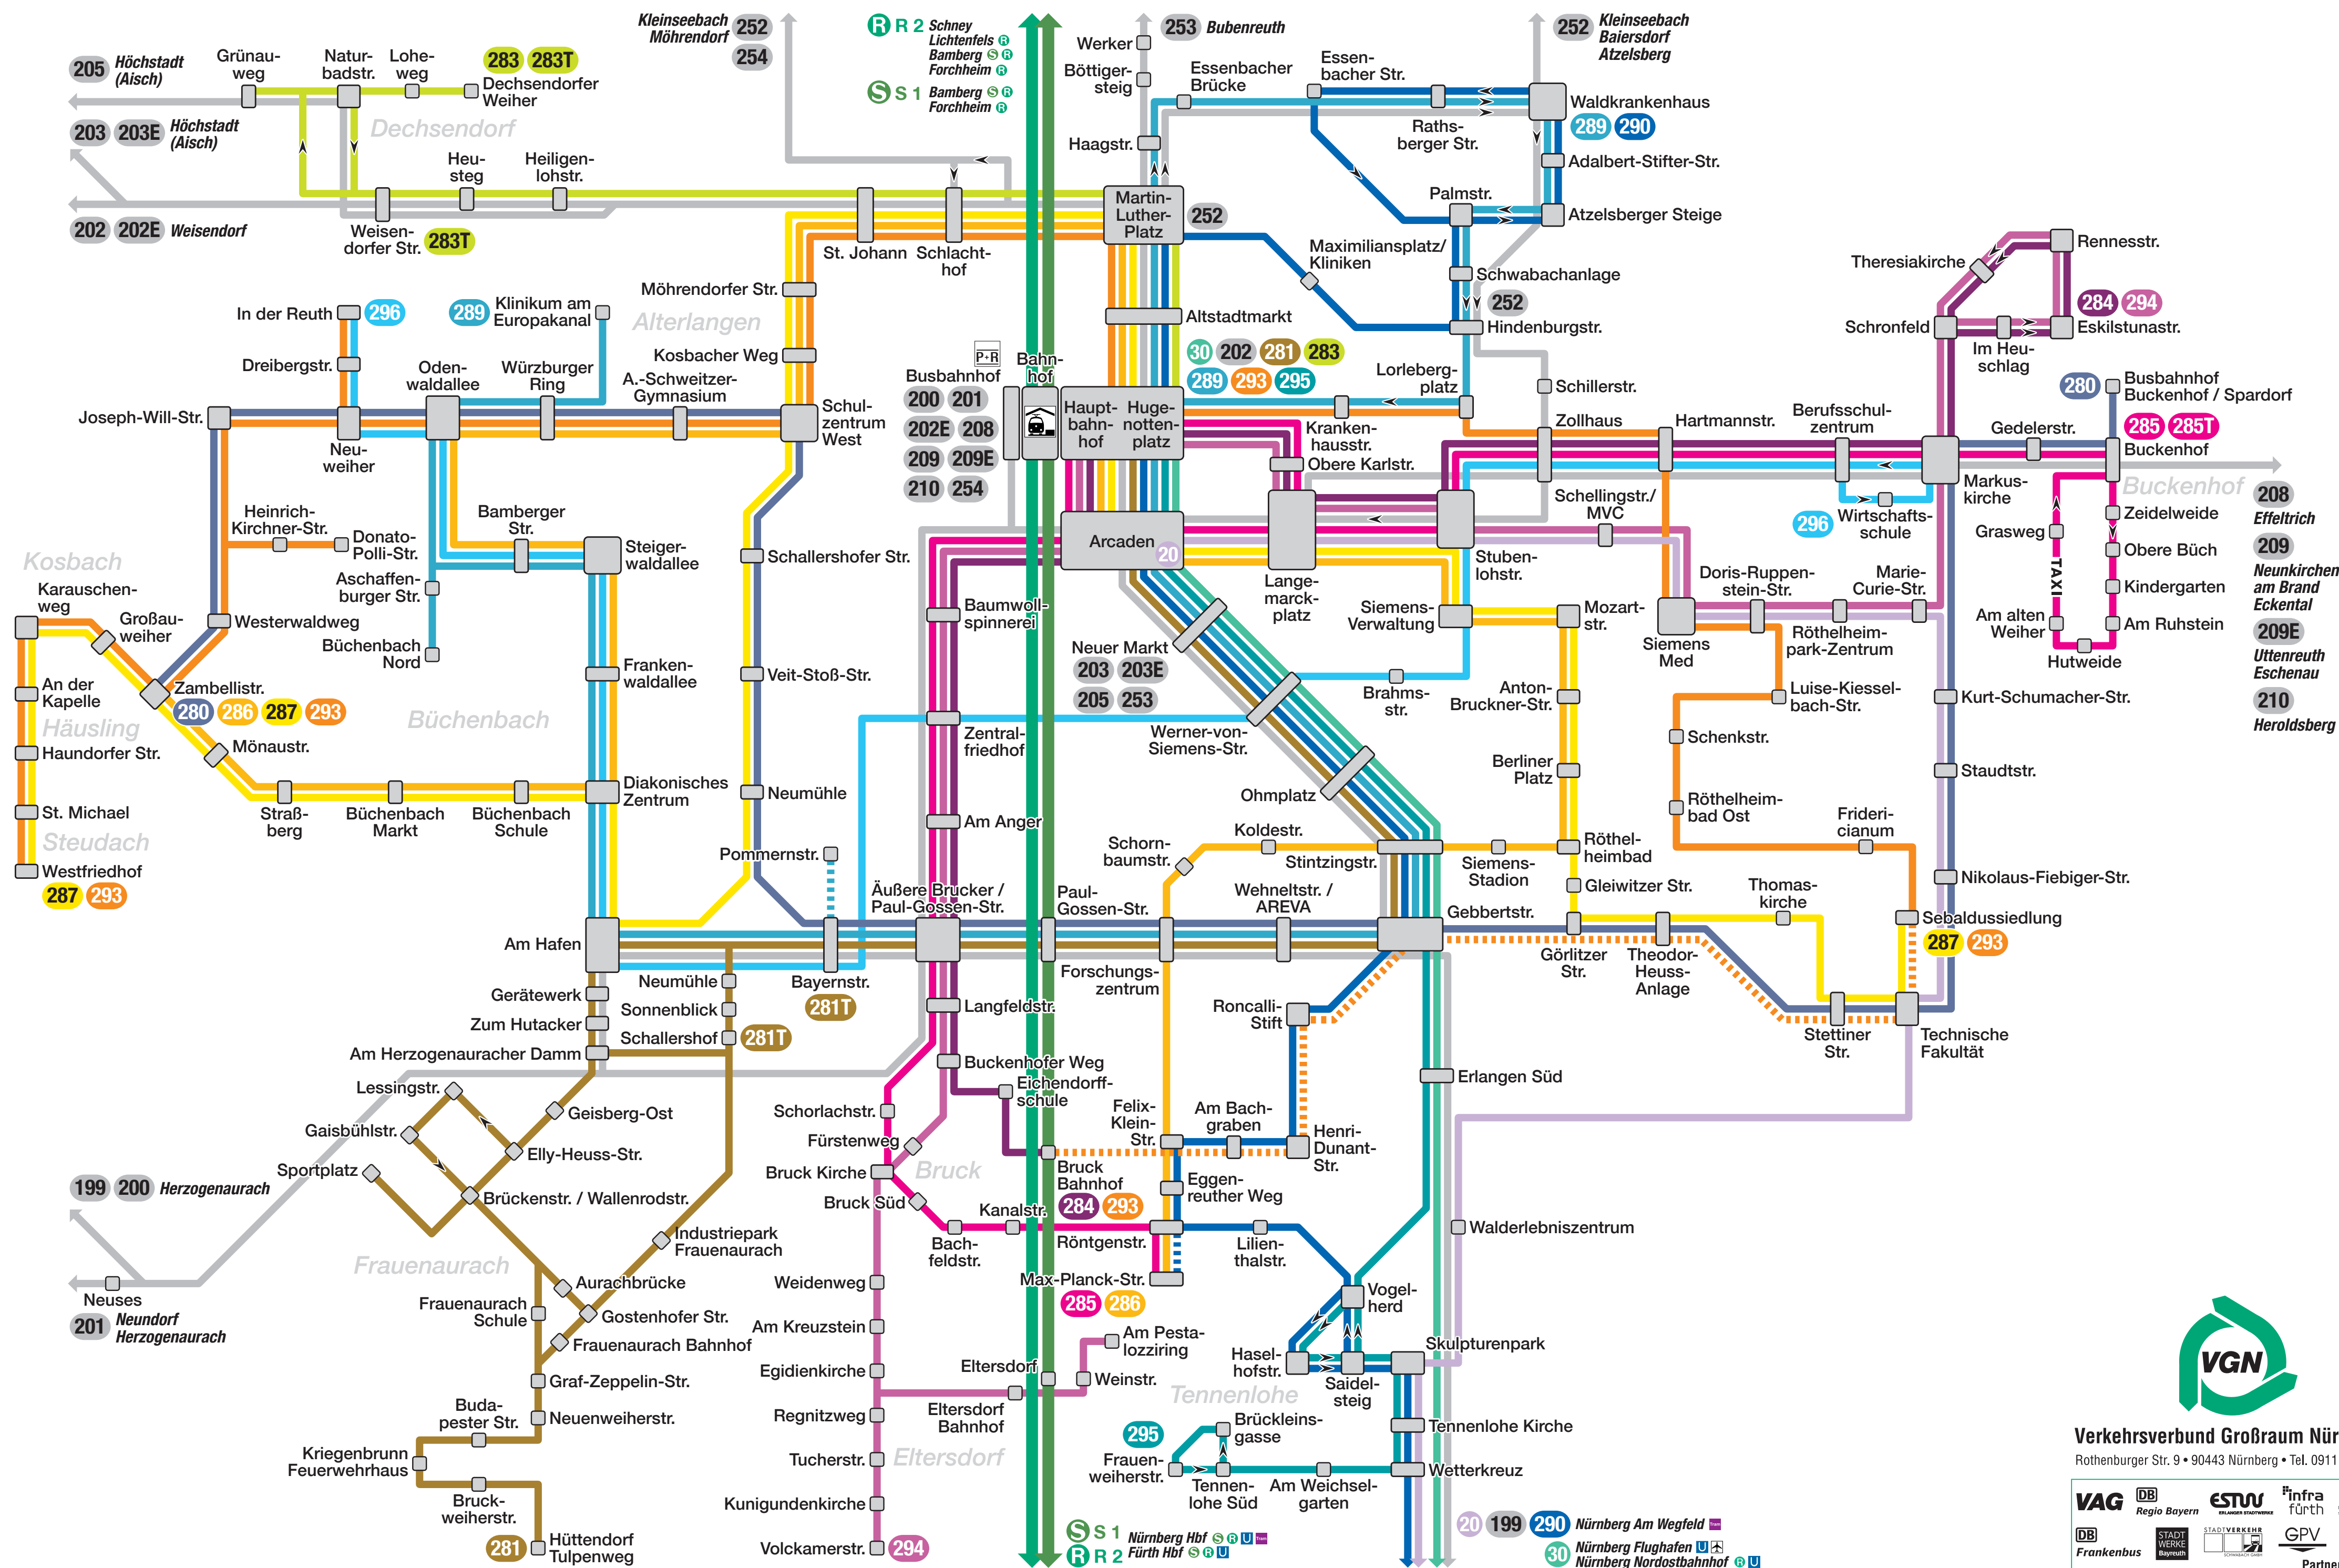 Kleinseebach
Möhrendorf
252
254
R R 2 Schney
Lichtenfels R
Bamberg S R
Forchheim R
S S 1 Bamberg S R
Forchheim R
253 Bubenreuth
Werker
Böttiger-
steig
Haagstr.
252 Kleinseebach
Baiersdorf
Atzelsberg
205 Höchstadt
(Aisch)
203 203E Höchstadt
(Aisch)
202 202E Weisendorf
Grünau-
weg
Natur-
badstr.
Lohe-
weg
283 283T
Dechsendorfer
Weiher
Dechsendorf
Heu-
steg
Heiligen-
lohstr.
Weisen-
dorfer Str.
283T
St. Johann
Schlacht-
hof
Martin-
Luther-
Platz
252
Essenbacher
Brücke
Essen-
bacher Str.
Raths-
berger Str.
Waldkrankenhaus
289 290
Adalbert-Stifter-Str.
Palmstr.
Atzelsberger Steige
Maximiliansplatz/
Kliniken
Schwabachanlage
252
Hindenburgstr.
Theresiakirche
Rennesstr.
284 294
Schronfeld
Eskilstunastr.
Im Heu-
schlag
In der Reuth
296
289 Klinikum am
Europakanal
Alterlangen
Möhrendorfer Str.
Kosbacher Weg
Dreibergstr.
Oden-
waldallee
Würzburger
Ring
A.-Schweitzer-
Gymnasium
Joseph-Will-Str.
Neu-
weiher
Schul-
zentrum
West
P+R
Busbahnhof
200 201
202E 208
209 209E
210 254
Bahn-
hof
Altstadtmarkt
30 202 281 283
289 293 295
Haupt-
bahn-
hof
Huge-
notten-
platz
Lorleberg-
platz
Schillerstr.
Kranken-
hausstr.
Obere Karlstr.
Zollhaus
Hartmannstr.
Berufsschul-
zentrum
Gedelerstr.
280
Busbahnhof
Buckenhof / Spardorf
285 285T
Buckenhof
Buckenhof
Markus-
kirche
296 Wirtschafts-
schule
208
Effeltrich
209
Neunkirchen
am Brand
Eckental
209E
Uttenreuth
Eschenau
210
Heroldsberg
Grasweg
TAXI
Am alten
Weiher
Hutweide
Zeidelweide
Obere Büch
Kindergarten
Am Ruhstein
Heinrich-
Kirchner-Str.
Donato-
Polli-Str.
Bamberger
Str.
Steiger-
waldallee
Aschaffen-
burger Str.
Büchenbach
Nord
Schallershofer Str.
Arcaden
20
Lange-
marck-
platz
Stuben-
lohstr.
Schellingstr./
MVC
Kosbach
Karauschen-
weg
Großau-
weiher
Westerwaldweg
Zambellistr.
280 286 287 293
An der
Kapelle
Häusling
Haundorfer Str.
St. Michael
Steudach
Westfriedhof
287 293
Mönaustr.
Straß-
berg
Büchenbach
Markt
Büchenbach
Schule
Büchenbach
Franken-
waldallee
Diakonisches
Zentrum
Veit-Stoß-Str.
Neumühle
Baumwoll-
spinnerei
Zentral-
friedhof
Am Anger
Neuer Markt
203 203E
205 253
Werner-von-
Siemens-Str.
Ohmplatz
Brahms-
str.
Siemens-
Verwaltung
Mozart-
str.
Anton-
Bruckner-Str.
Berliner
Platz
Siemens
Med
Doris-Ruppen-
stein-Str.
Marie-
Curie-Str.
Röthelheim-
park-Zentrum
Luise-Kiessel-
bach-Str.
Schenkstr.
Röthelheim-
bad Ost
Frideri-
cianum
Kurt-Schumacher-Str.
Staudtstr.
Nikolaus-Fiebiger-Str.
Sebaldussiedlung
287 293
Pommernstr.
Schorn-
baumstr.
Koldestr.
Stintzingstr.
Siemens-
Stadion
Röthel-
heimbad
Gleiwitzer Str.
Thomas-
kirche
Äußere Brucker /
Paul-Gossen-Str.
Paul-
Gossen-Str.
Wehneltstr. /
AREVA
Gebbertstr.
Görlitzer
Str.
Theodor-
Heuss-
Anlage
Stettiner
Str.
Technische
Fakultät
Am Hafen
Neumühle
Bayernstr.
281T
Forschungs-
zentrum
Gerätewerk
Sonnenblick
Zum Hutacker
Schallershof
281T
Am Herzogenauracher Damm
Langfeldstr.
Buckenhofer Weg
Eichendorff-
schule
Roncalli-
Stift
Erlangen Süd
Lessingstr.
Geisberg-Ost
Gaisbühlstr.
Elly-Heuss-Str.
Sportplatz
Brückenstr. / Wallenrodstr.
Schorlachstr.
Fürstenweg
Bruck Kirche
Bruck
Bruck Süd
Felix-
Klein-
Str.
Am Bach-
graben
Henri-
Dunant-
Str.
Bruck
Bahnhof
284 293
Eggen-
reuther Weg
199 200 Herzogenaurach
Neuses
201 Neundorf
Herzogenaurach
Frauenaurach
Industriepark
Frauenaurach
Aurachbrücke
Frauenaurach
Schule
Gostenhofer Str.
Frauenaurach Bahnhof
Graf-Zeppelin-Str.
Buda-
pester Str.
Neuenweiherstr.
Kriegenbrunn
Feuerwehrhaus
Bruck-
weiherstr.
281 Hüttendorf
Tulpenweg
Bach-
feldstr.
Kanalstr.
Röntgenstr.
Lilien-
thalstr.
Max-Planck-Str.
285 286
Walderlebniszentrum
Weidenweg
Am Kreuzstein
Egidienkirche
Regnitzweg
Tucherstr.
Eltersdorf
Kunigundenkirche
Volckamerstr.
294
Eltersdorf
Am Pesta-
lozziring
Weinstr.
Eltersdorf
Bahnhof
Vogel-
herd
Hasel-
hofstr.
Saidel-
steig
Skulpturenpark
Tennenlohe
295
Brückleins-
gasse
Frauen-
weiherstr.
Tennen-
lohe Süd
Am Weichsel-
garten
Tennenlohe Kirche
Wetterkreuz
S S 1 Nürnberg Hbf S R U Tram
R R 2 Fürth Hbf S R U
20 199 290 Nürnberg Am Wegfeld Tram
30 Nürnberg Flughafen U
Nürnberg Nordostbahnhof R U
VGN
Verkehrsverbund Großraum Nür
Rothenburger Str. 9 • 90443 Nürnberg • Tel. 0911
VAG
DB
Regio Bayern
ESTW
ERLANGER STADTWERKE
infra
fürth
DB
Frankenbus
STADT
WERKE
Bayreuth
STADTVERKEHR
SCHWABACH GMBH
GPV
Partner